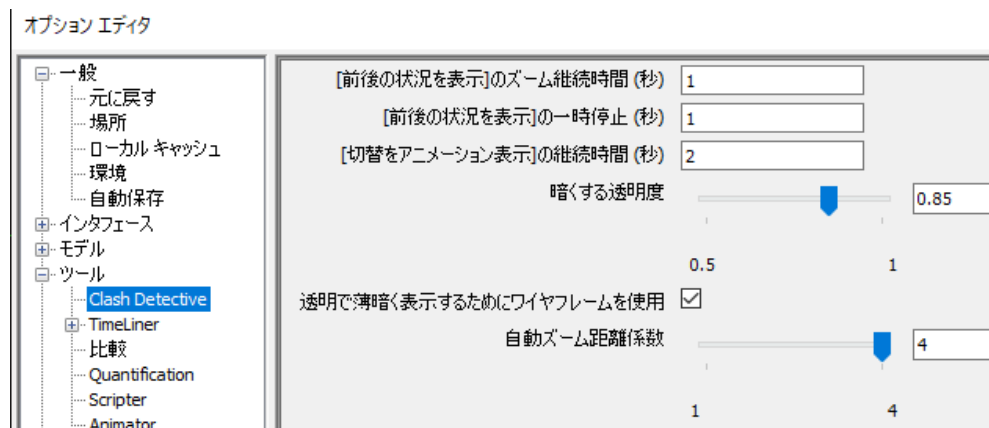 オプション エディタ
一般
元に戻す
場所
ローカル キャッシュ
環境
自動保存
インタフェース
モデル
ツール
Clash Detective
TimeLiner
比較
Quantification
Scripter
Animator
[前後の状況を表示]のズーム継続時間 (秒) 1
[前後の状況を表示]の一時停止 (秒) 1
[切替をアニメーション表示]の継続時間 (秒) 2
暗くする透明度 0.85
0.5 1
透明で薄暗く表示するためにワイヤフレームを使用
自動ズーム距離係数 4
1 4